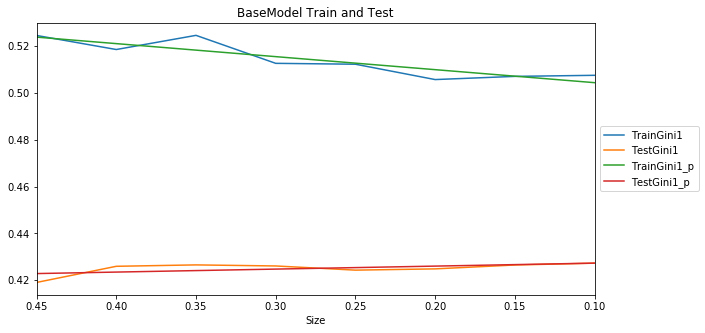 BaseModel Train and Test
0.52
0.50
0.48
0.46
0.44
0.42
0.45 0.40 0.35 0.30 0.25 0.20 0.15 0.10
Size
TrainGini1
TestGini1
TrainGini1_p
TestGini1_p